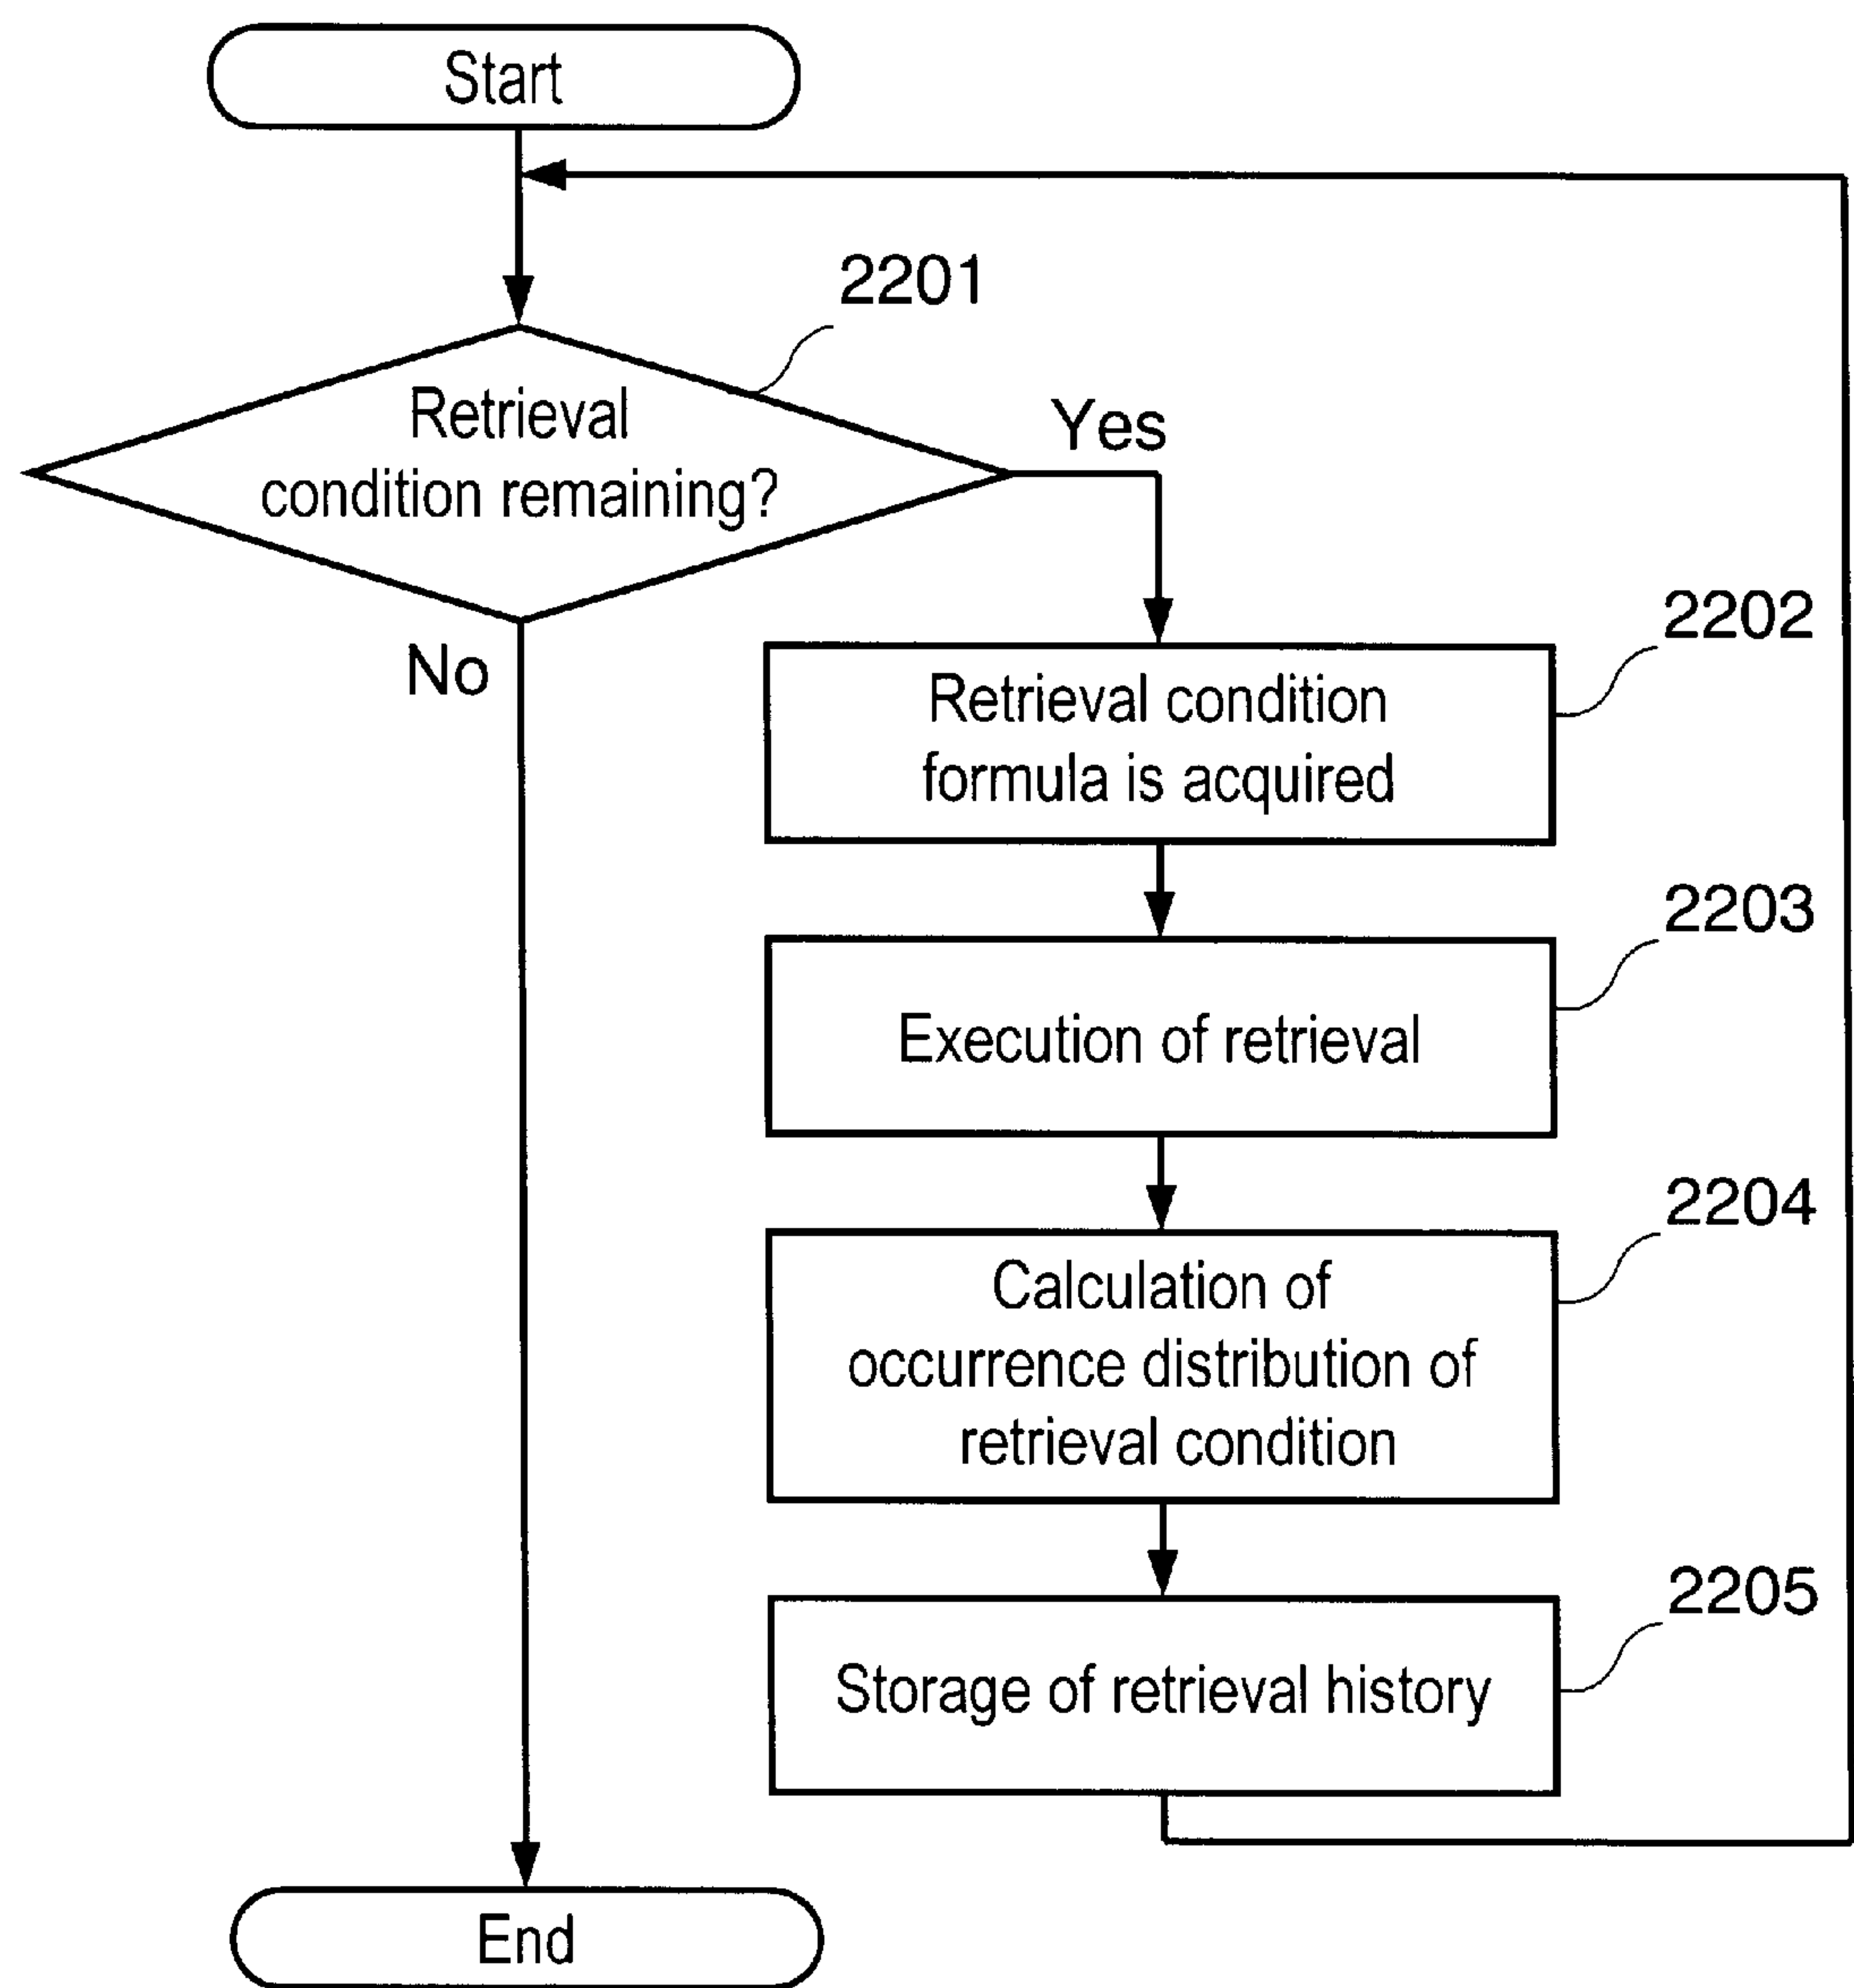 Start
2201
Retrieval
condition remaining?
Yes
No
2202
Retrieval condition
formula is acquired
2203
Execution of retrieval
2204
Calculation of
occurrence distribution of
retrieval condition
2205
Storage of retrieval history
End